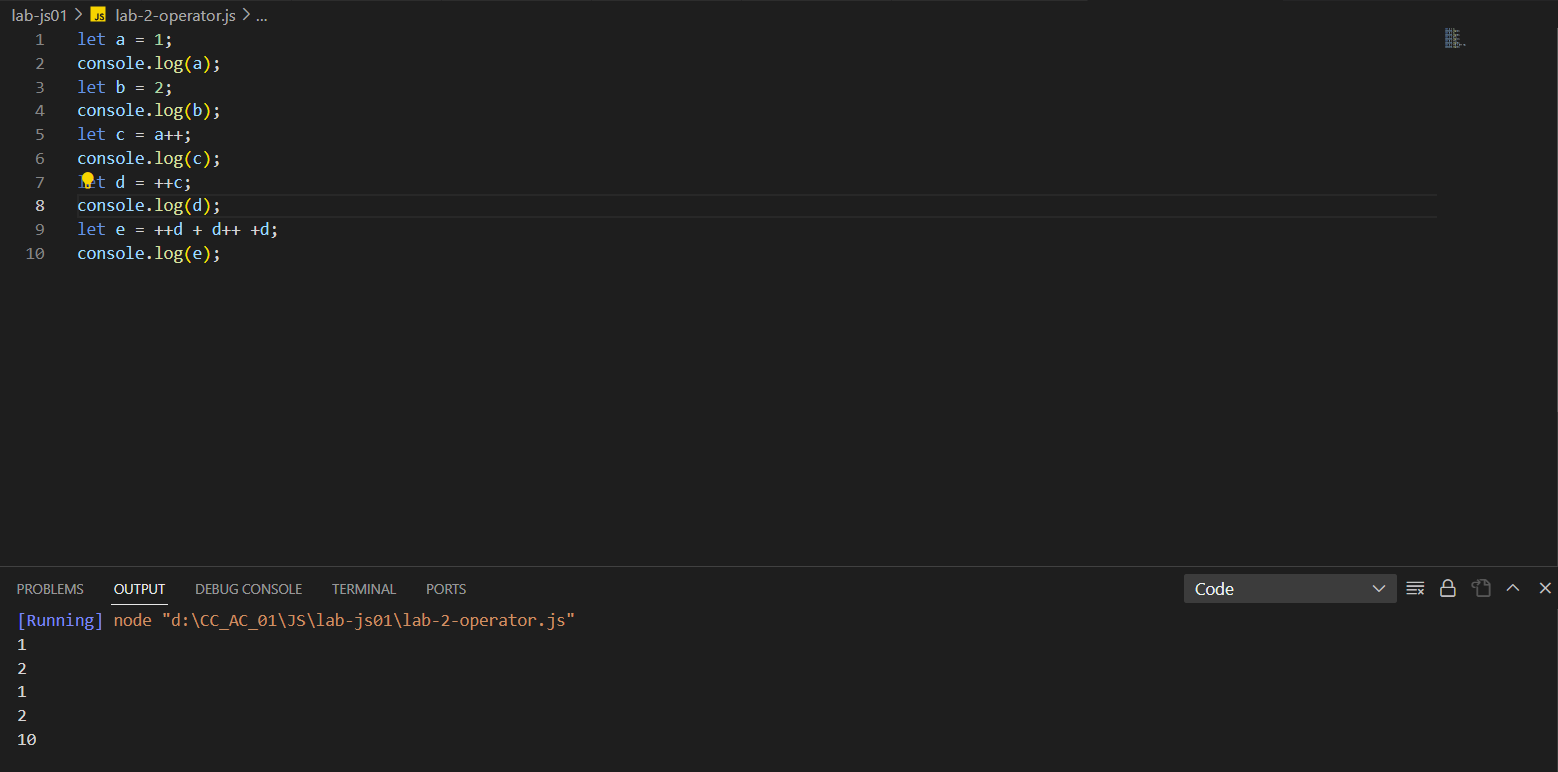 lab-js01 > JS lab-2-operator.js > ...
1 let a = 1;
2 console.log(a);
3 let b = 2;
4 console.log(b);
5 let c = a++;
6 console.log(c);
7 let d = ++c;
8 console.log(d);
9 let e = ++d + d++ +d;
10 console.log(e);
PROBLEMS OUTPUT DEBUG CONSOLE TERMINAL PORTS Code
[Running] node "d:\CC_AC_01\JS\lab-js01\lab-2-operator.js"
1
2
1
2
10